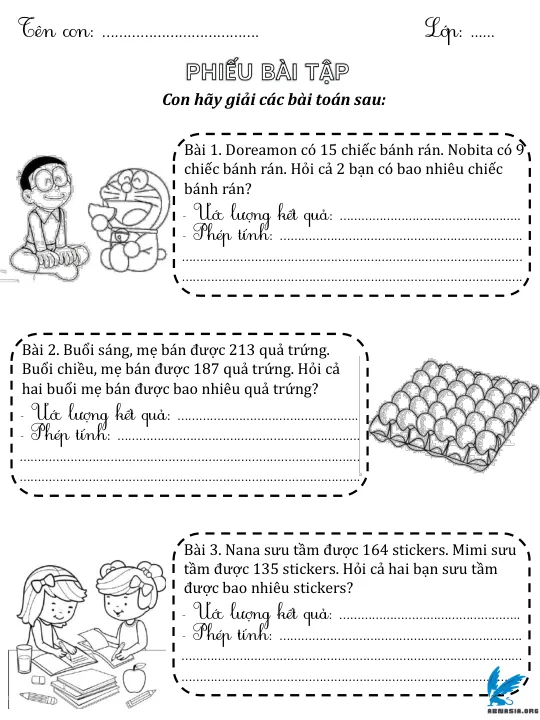 Tên con: ..................................... Lớp: ......
PHIẾU BÀI TẬP
Con hãy giải các bài toán sau:
Bài 1. Doreamon có 15 chiếc bánh rán. Nobita có 9
chiếc bánh rán. Hỏi cả 2 bạn có bao nhiêu chiếc
bánh rán?
- Ước lượng kết quả: ..................................................
- Phép tính: ...................................................................
..............................................................................................
..............................................................................................
Bài 2. Buổi sáng, mẹ bán được 213 quả trứng.
Buổi chiều, mẹ bán được 187 quả trứng. Hỏi cả
hai buổi mẹ bán được bao nhiêu quả trứng?
- Ước lượng kết quả: ..................................................
- Phép tính: ...................................................................
..............................................................................................
..............................................................................................
Bài 3. Nana sưu tầm được 164 stickers. Mimi sưu
tầm được 135 stickers. Hỏi cả hai bạn sưu tầm
được bao nhiêu stickers?
- Ước lượng kết quả: ..................................................
- Phép tính: ...................................................................
..............................................................................................
..............................................................................................
ABMASIA.ORG